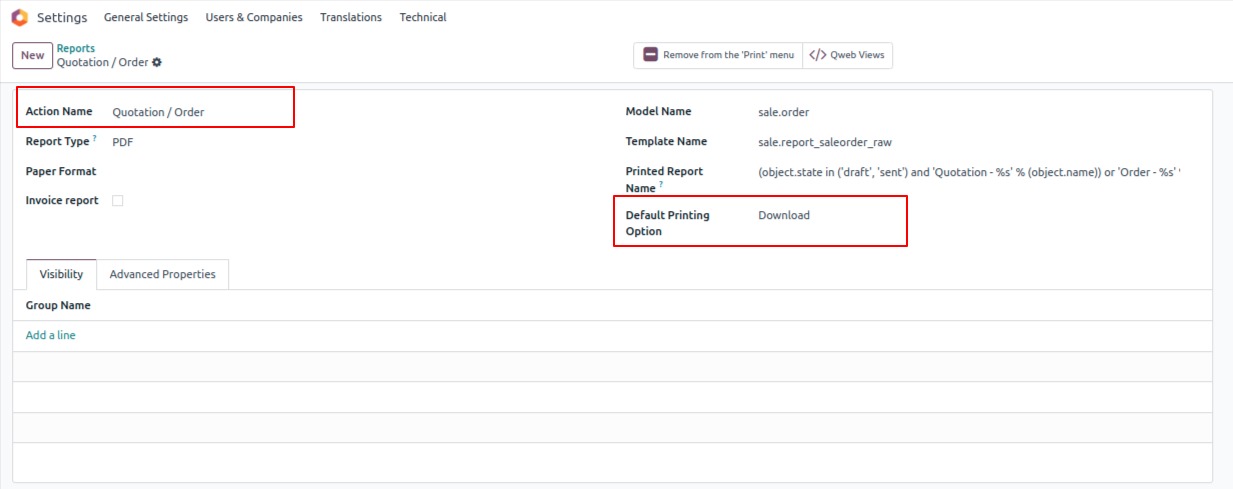 Settings General Settings Users & Companies Translations Technical
New Reports
Quotation / Order
Remove from the 'Print' menu </> Qweb Views
Action Name Quotation / Order
Model Name sale.order
Report Type ? PDF
Template Name sale.report_saleorder_raw
Paper Format
Printed Report
Name ?
(object.state in ('draft', 'sent') and 'Quotation - %s' % (object.name)) or 'Order - %s'
Invoice report
Default Printing
Option
Download
Visibility Advanced Properties
Group Name
Add a line